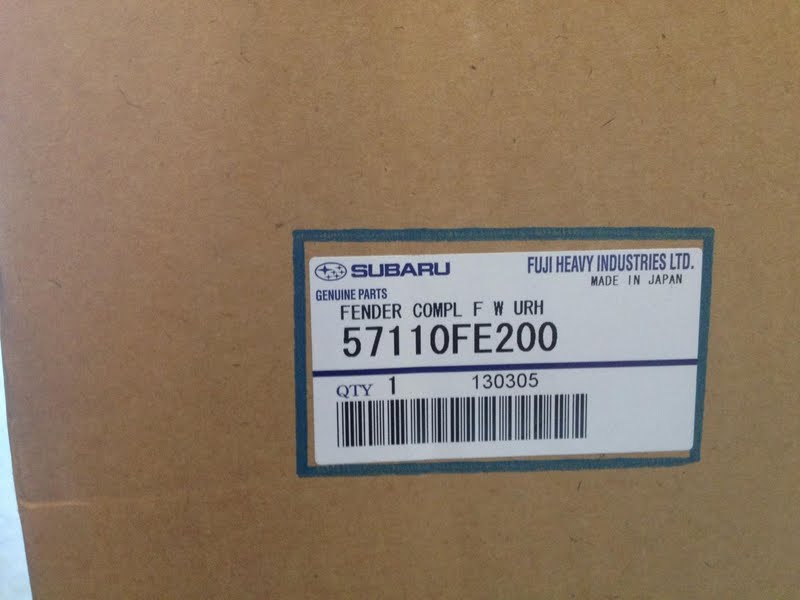 SUBARU
FUJI HEAVY INDUSTRIES LTD.
MADE IN JAPAN
GENUINE PARTS
FENDER COMPL F W URH
57110FE200
QTY 1 130305